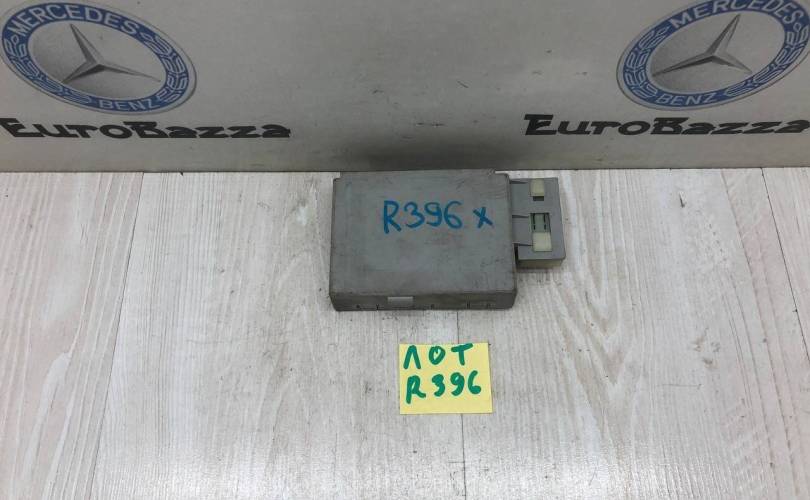 MERCEDES
BENZ
MERCEDES
BENZ
EuroBazza
EuroBazza
R396 x
ЛОТ
R396